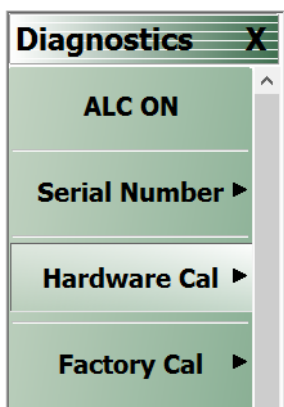 Diagnostics X
ALC ON
Serial Number
Hardware Cal
Factory Cal